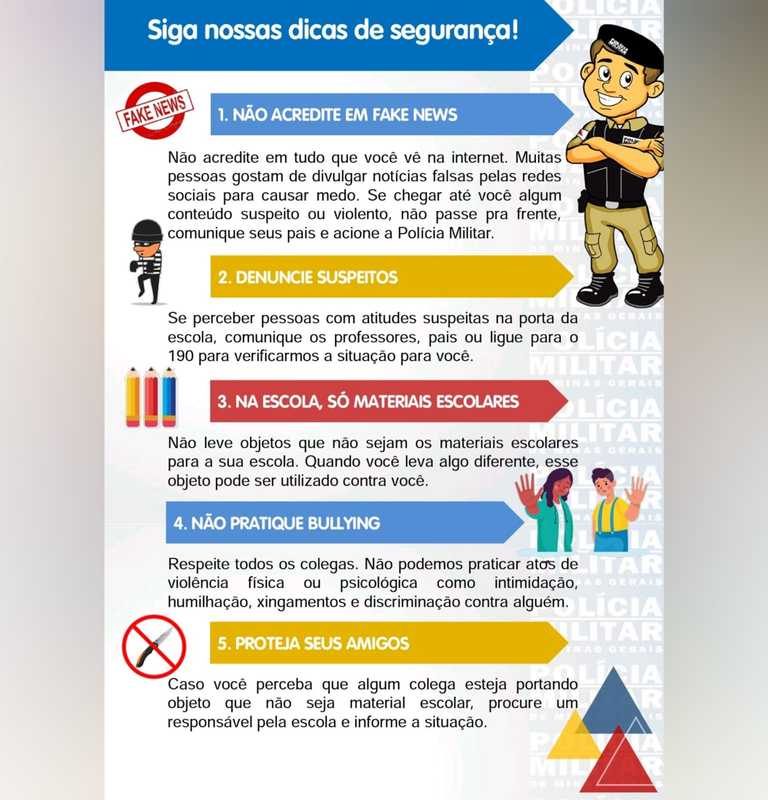 Siga nossas dicas de segurança!
FAKE NEWS
1. NÃO ACREDITE EM FAKE NEWS
Não acredite em tudo que você vê na internet. Muitas
pessoas gostam de divulgar notícias falsas pelas redes
sociais para causar medo. Se chegar até você algum
conteúdo suspeito ou violento, não passe pra frente,
comunique seus pais e acione a Polícia Militar.
2. DENUNCIE SUSPEITOS
Se perceber pessoas com atitudes suspeitas na porta da
escola, comunique os professores, pais ou ligue para o
190 para verificarmos a situação para você.
3. NA ESCOLA, SÓ MATERIAIS ESCOLARES
Não leve objetos que não sejam os materiais escolares
para a sua escola. Quando você leva algo diferente, esse
objeto pode ser utilizado contra você.
4. NÃO PRATIQUE BULLYING
Respeite todos os colegas. Não podemos praticar atos de
violência física ou psicológica como intimidação,
humilhação, xingamentos e discriminação contra alguém.
5. PROTEJA SEUS AMIGOS
Caso você perceba que algum colega esteja portando
objeto que não seja material escolar, procure um
responsável pela escola e informe a situação.
POLÍCIA
MILITAR
DE MINAS GERAIS